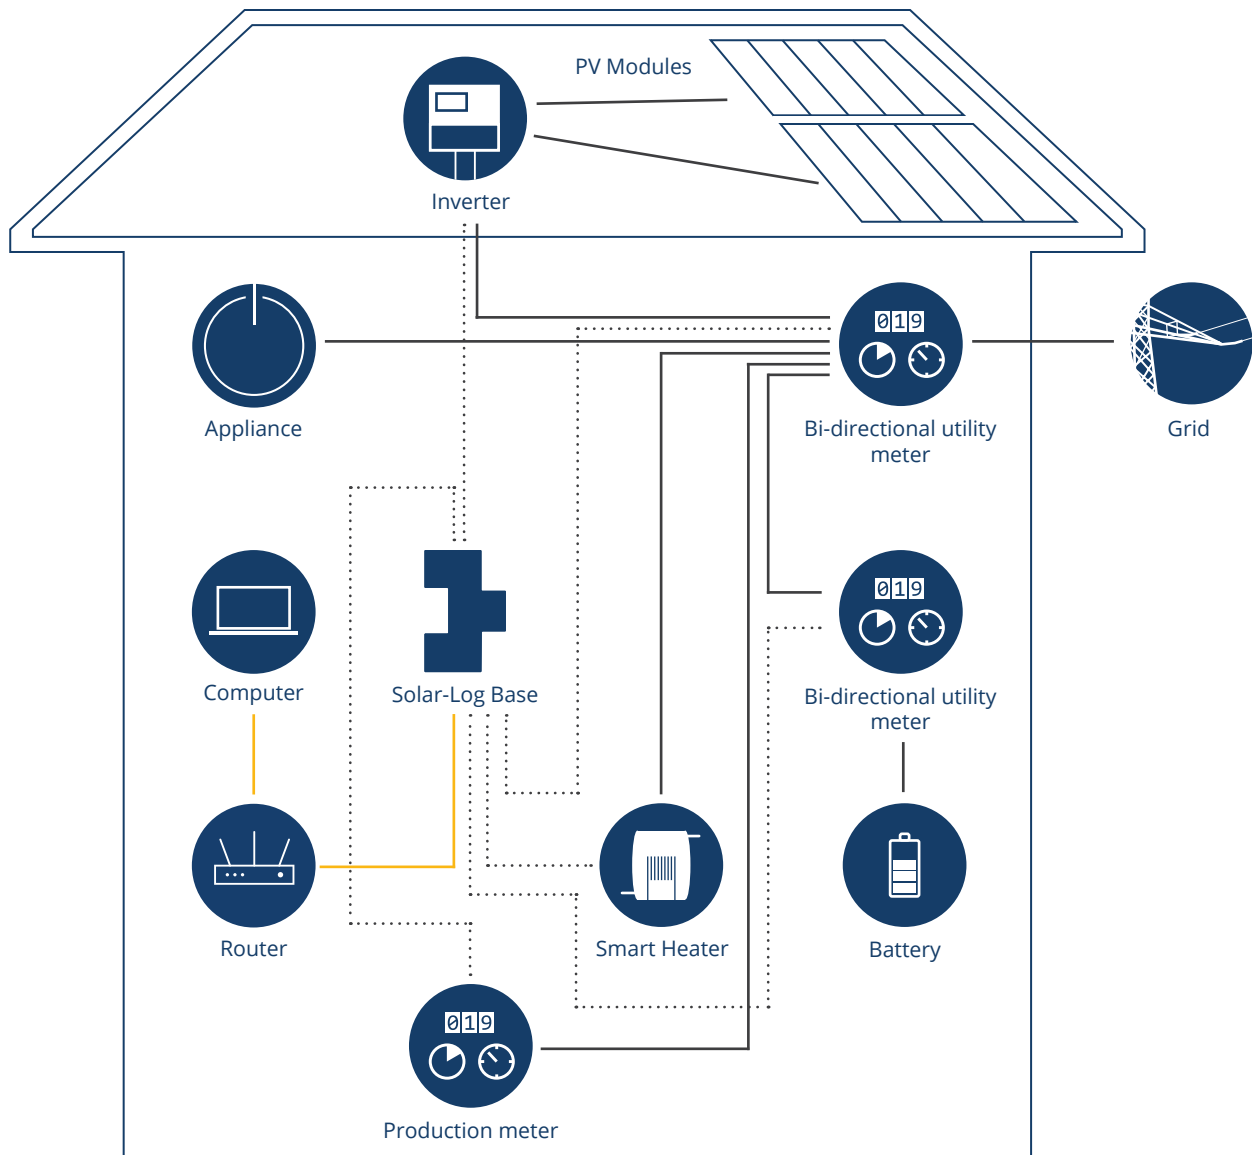 PV Modules
Inverter
019
Appliance
Bi-directional utility
meter
Grid
019
Computer
Solar-Log Base
Bi-directional utility
meter
Router
Smart Heater
Battery
019
Production meter